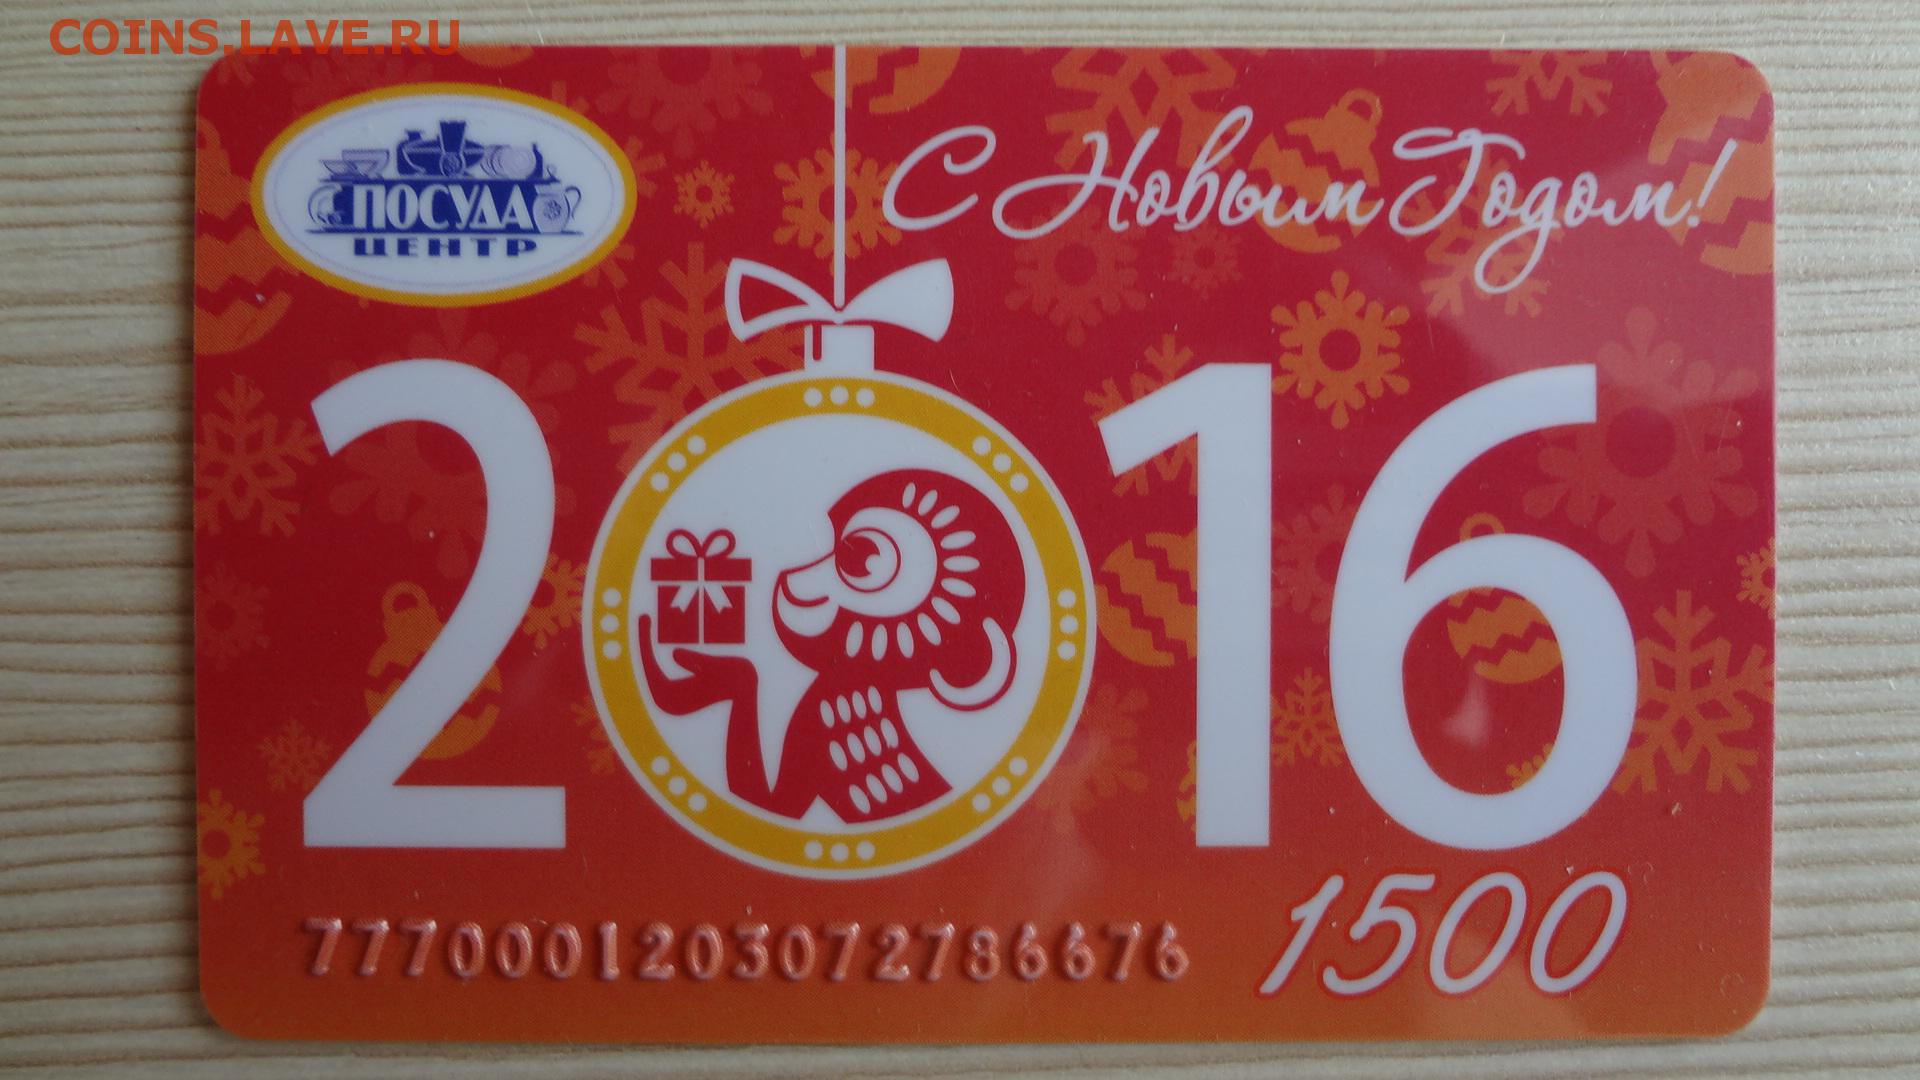 COINS.LAVE.RU
ПОСУДА
ЦЕНТР
С Новым Годом!
2016
7770001203072786676
1500